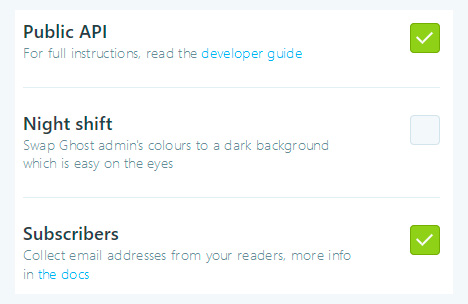 Public API
For full instructions, read the developer guide
Night shift
Swap Ghost admin's colours to a dark background
which is easy on the eyes
Subscribers
Collect email addresses from your readers, more info
in the docs